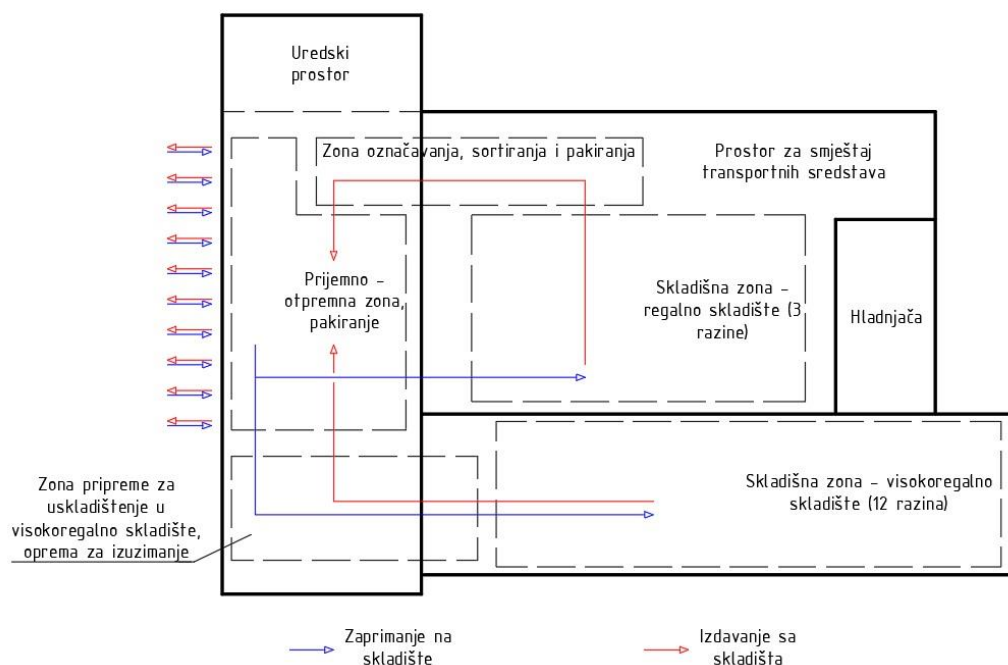 Uredski
prostor
Zona označavanja, sortiranja i pakiranja
Prostor za smještaj
transportnih sredstava
Prijemno -
otpremna zona,
pakiranje
Skladišna zona -
regalno skladište (3
razine)
Hladnjača
Zona pripreme za
uskladištenje u
visokoregalno skladište,
oprema za izuzimanje
Skladišna zona - visokoregalno
skladište (12 razina)
Zaprimanje na
skladište
Izdavanje sa
skladišta